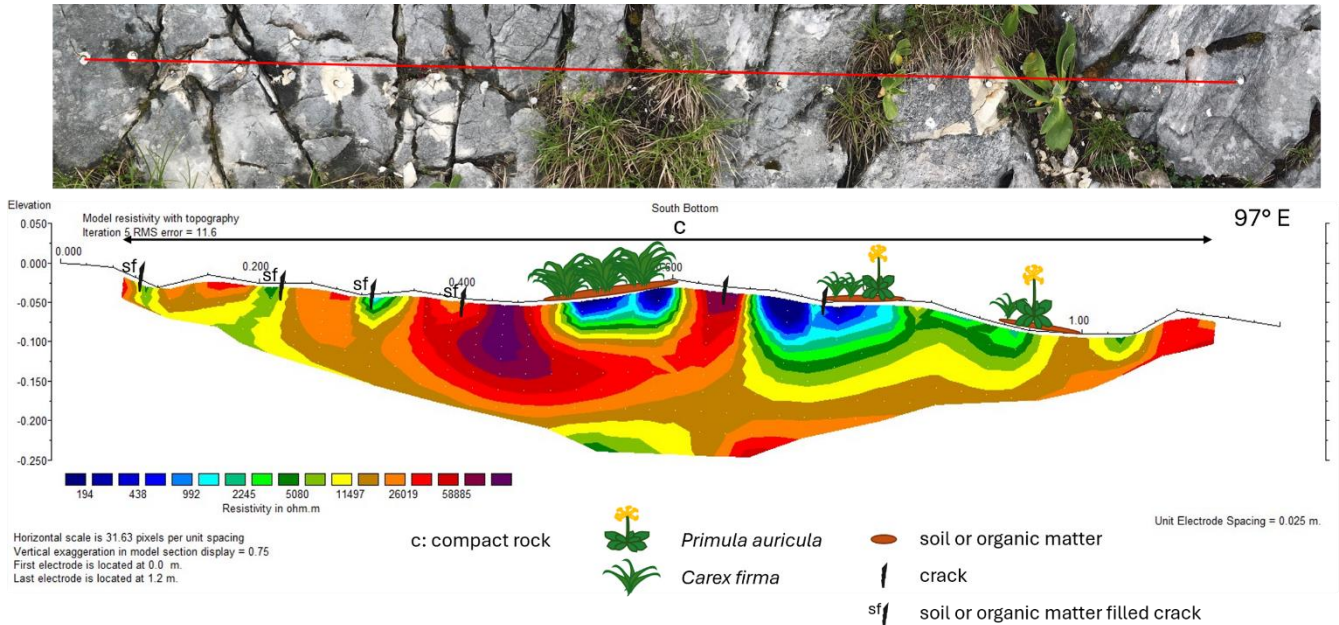 Elevation
Model resistivity with topography
Iteration 5 RMS error = 11.6
South Bottom
97° E
c
0.050
0.000
-0.050
-0.100
-0.150
-0.200
-0.250
0.000
sf
0.200
sf
sf
0.400
sf
0.600
1.00
194 438 992 2245 5080 11497 26019 58885
Resistivity in ohm.m
Horizontal scale is 31.63 pixels per unit spacing
Vertical exaggeration in model section display = 0.75
First electrode is located at 0.0 m.
Last electrode is located at 1.2 m.
c: compact rock
Primula auricula
Carex firma
soil or organic matter
crack
sf soil or organic matter filled crack
Unit Electrode Spacing = 0.025 m.